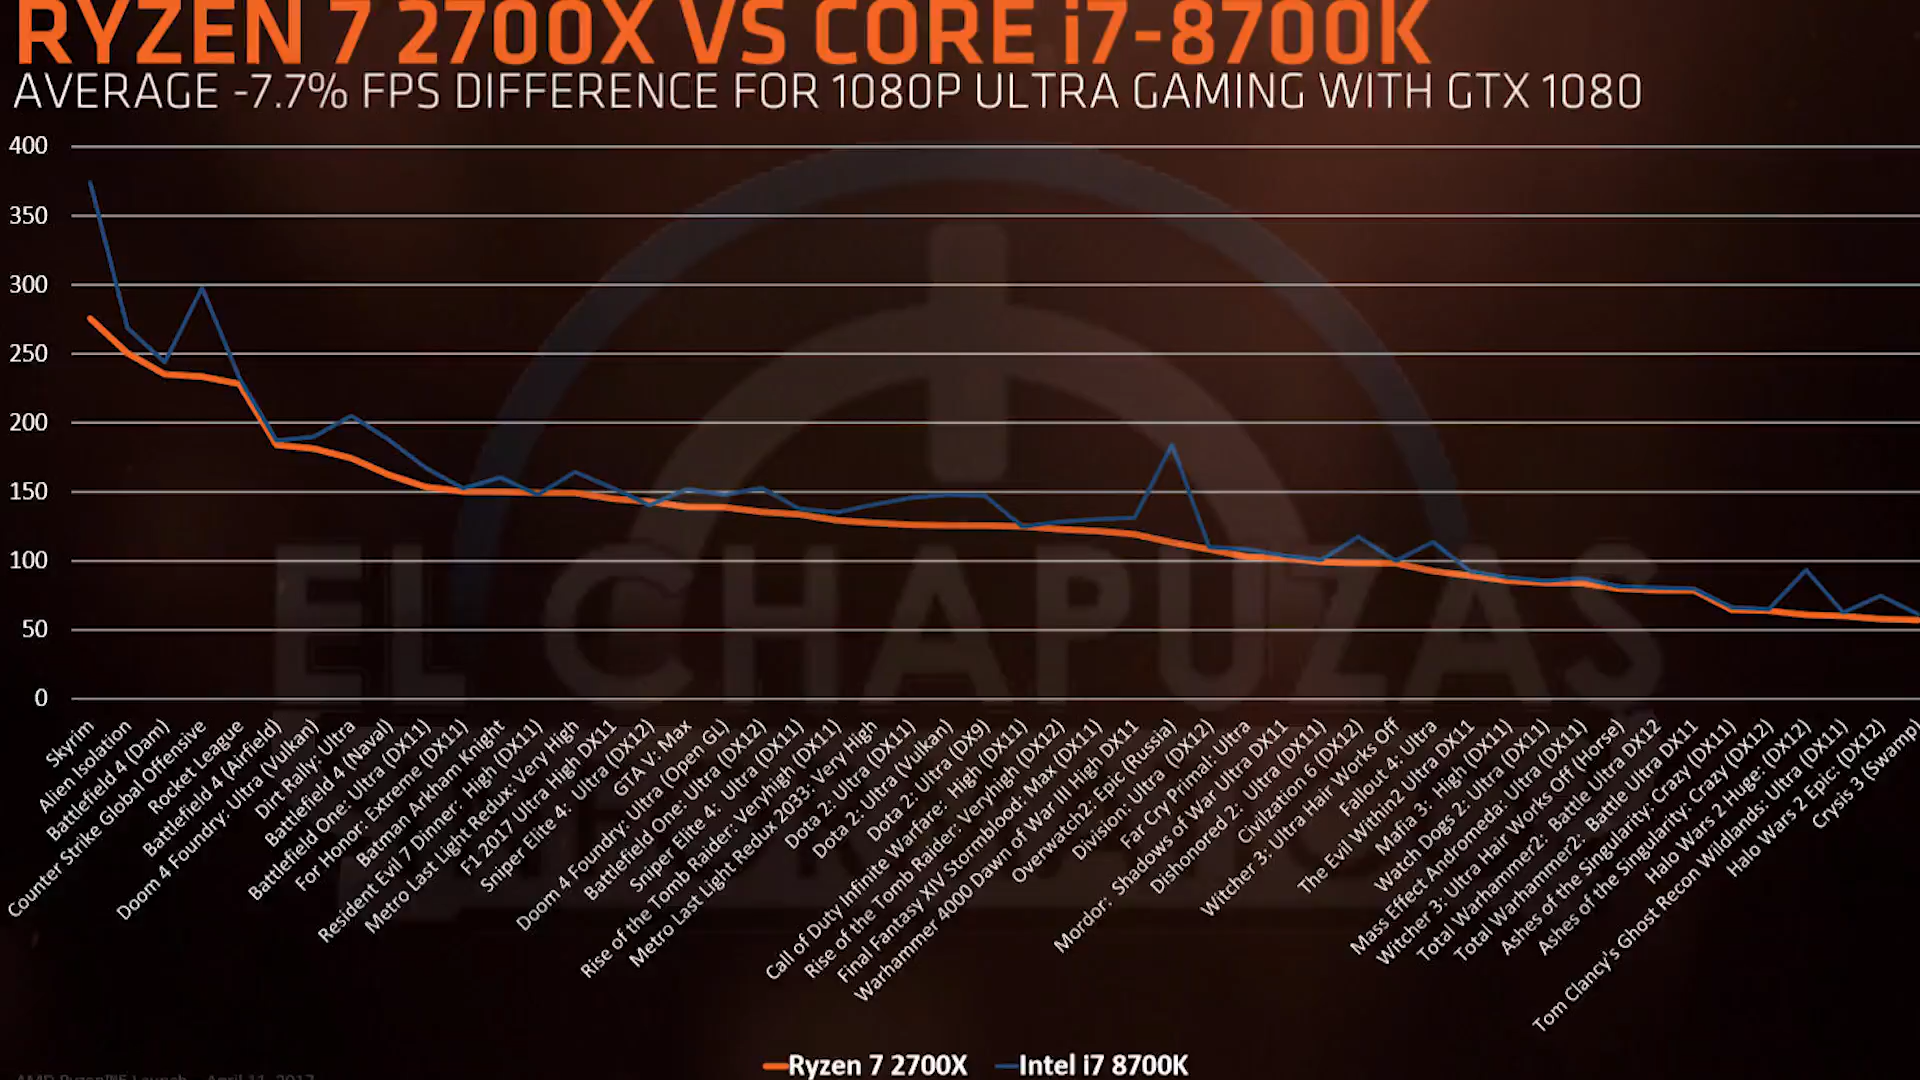 RYZEN 7 2700X VS CORE i7-8700K
AVERAGE -7.7% FPS DIFFERENCE FOR 1080P ULTRA GAMING WITH GTX 1080
400
350
300
250
200
150
100
50
0
EL CHAPUZAS
Skyrim
Alien Isolation
Battlefield 4 (Dam)
Counter Strike Global Offensive
Rocket League
Battlefield 4 (Airfield)
Doom 4 Foundry: Ultra (Vulkan)
Dirt Rally: Ultra
Battlefield 4 (Naval)
Battlefield One: Ultra (DX11)
For Honor: Extreme (DX11)
Batman Arkham Knight
Resident Evil 7 Dinner: High (DX11)
Metro Last Light Redux: Very High
F1 2017 Ultra High DX11
Sniper Elite 4: Ultra (DX12)
GTA V: Max
Doom 4 Foundry: Ultra (Open GL)
Battlefield One: Ultra (DX12)
Sniper Elite 4: Ultra (DX11)
Rise of the Tomb Raider: Veryhigh (DX11)
Metro Last Light Redux 2033: Very High
Dota 2: Ultra (DX11)
Dota 2: Ultra (Vulkan)
Dota 2: Ultra (DX9)
Call of Duty Infinite Warfare: High (DX11)
Rise of the Tomb Raider: Veryhigh (DX12)
Final Fantasy XIV Stormblood: Max (DX11)
Warhammer 4000 Dawn of War III High DX11
Overwatch2: Epic (Russia)
Division: Ultra (DX12)
Far Cry Primal: Ultra
Mordor: Shadows of War Ultra DX11
Dishonored 2: Ultra (DX11)
Civilization 6 (DX12)
Witcher 3: Ultra Hair Works Off
Fallout 4: Ultra
The Evil Within2 Ultra DX11
Mafia 3: High (DX11)
Watch Dogs 2: Ultra (DX11)
Mass Effect Andromeda: Ultra (DX11)
Witcher 3: Ultra Hair Works Off (Horse)
Total Warhammer2: Battle Ultra DX12
Total Warhammer2: Battle Ultra DX11
Ashes of the Singularity: Crazy (DX11)
Ashes of the Singularity: Crazy (DX12)
Halo Wars 2 Huge: (DX12)
Tom Clancy's Ghost Recon Wildlands: Ultra (DX11)
Halo Wars 2 Epic: (DX12)
Crysis 3 (Swamp)
Ryzen 7 2700X Intel i7 8700K